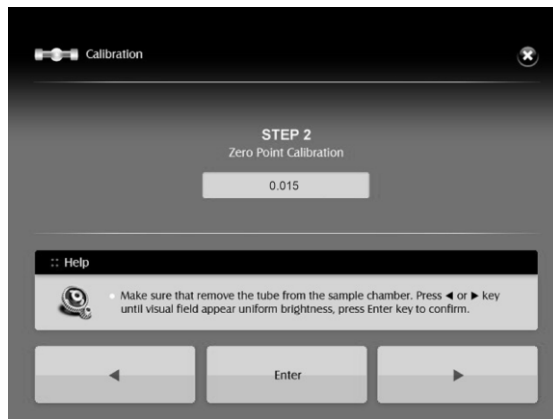 Calibration
STEP 2
Zero Point Calibration
0.015
:: Help
Make sure that remove the tube from the sample chamber. Press ◀ or ▶ key
until visual field appear uniform brightness, press Enter key to confirm.
◀ Enter ▶